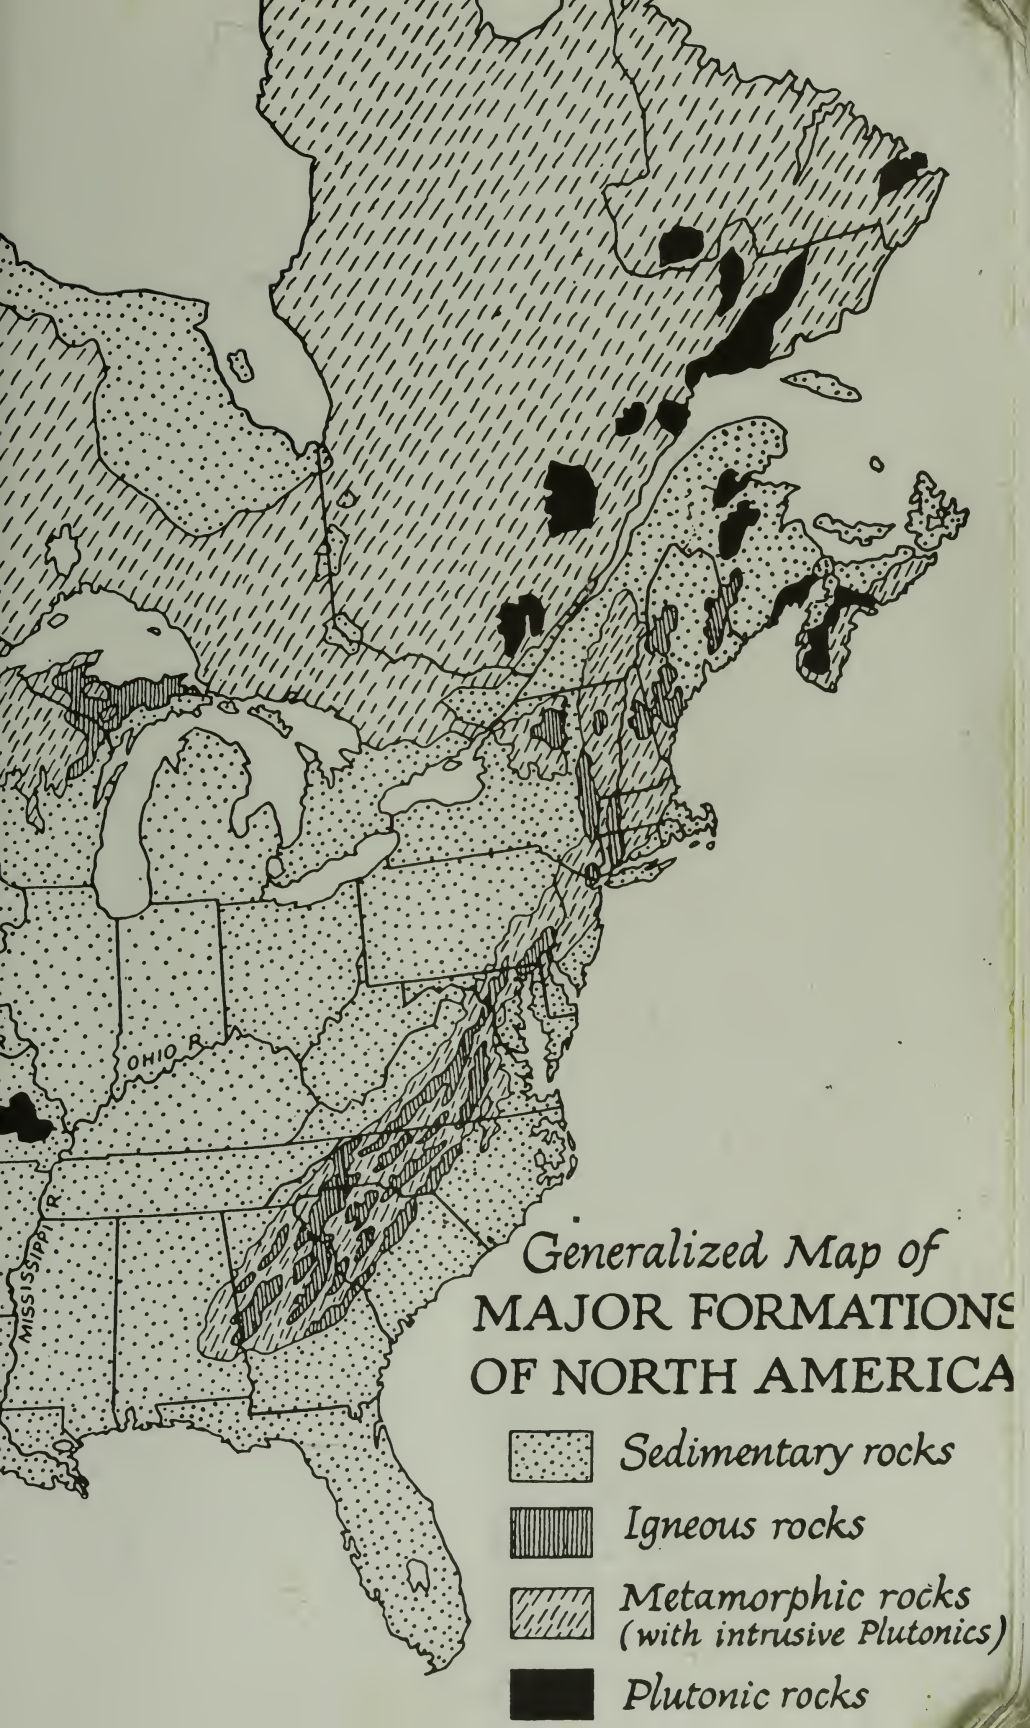 OHIO R
MISSISSIPPI R
R
Generalized Map of
MAJOR FORMATIONS
OF NORTH AMERICA
Sedimentary rocks
Igneous rocks
Metamorphic rocks
(with intrusive Plutonics)
Plutonic rocks